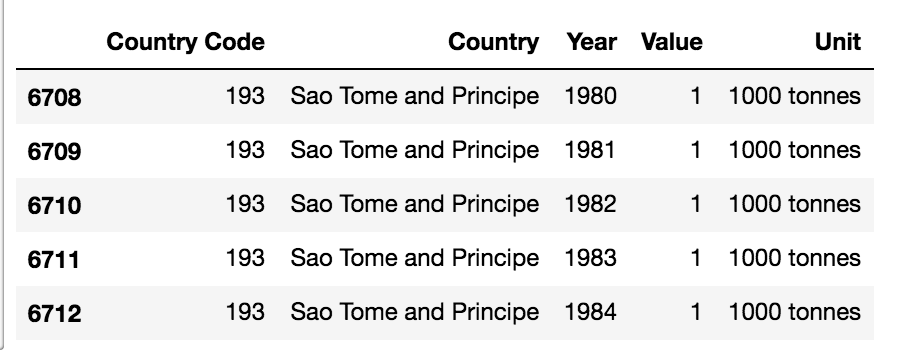 Country Code Country Year Value Unit
6708 193 Sao Tome and Principe 1980 1 1000 tonnes
6709 193 Sao Tome and Principe 1981 1 1000 tonnes
6710 193 Sao Tome and Principe 1982 1 1000 tonnes
6711 193 Sao Tome and Principe 1983 1 1000 tonnes
6712 193 Sao Tome and Principe 1984 1 1000 tonnes